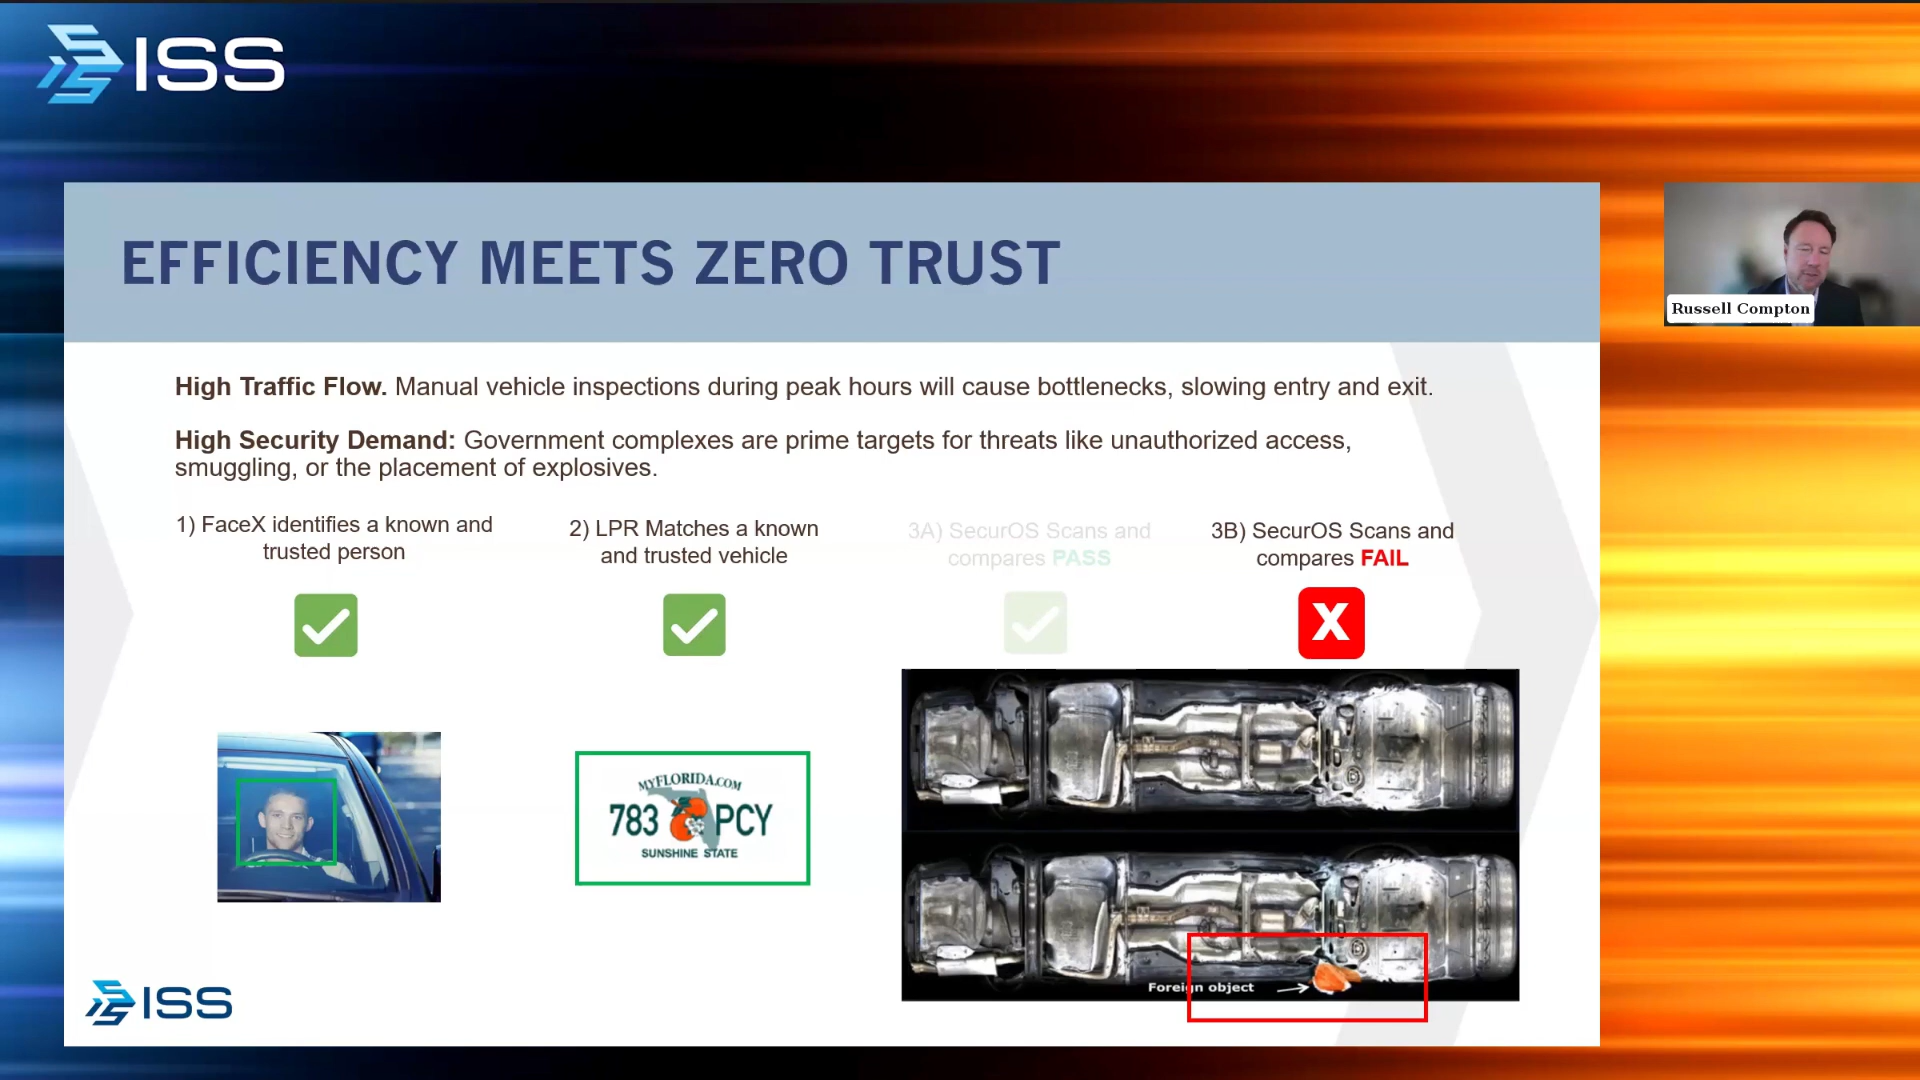 ISS
EFFICIENCY MEETS ZERO TRUST
Russell Compton
High Traffic Flow. Manual vehicle inspections during peak hours will cause bottlenecks, slowing entry and exit.
High Security Demand: Government complexes are prime targets for threats like unauthorized access,
smuggling, or the placement of explosives.
1) FaceX identifies a known and
trusted person
2) LPR Matches a known
and trusted vehicle
3A) SecurOS Scans and
compares PASS
3B) SecurOS Scans and
compares FAIL
X
MYFLORIDA.COM
783 PCY
SUNSHINE STATE
Foreign object
ISS